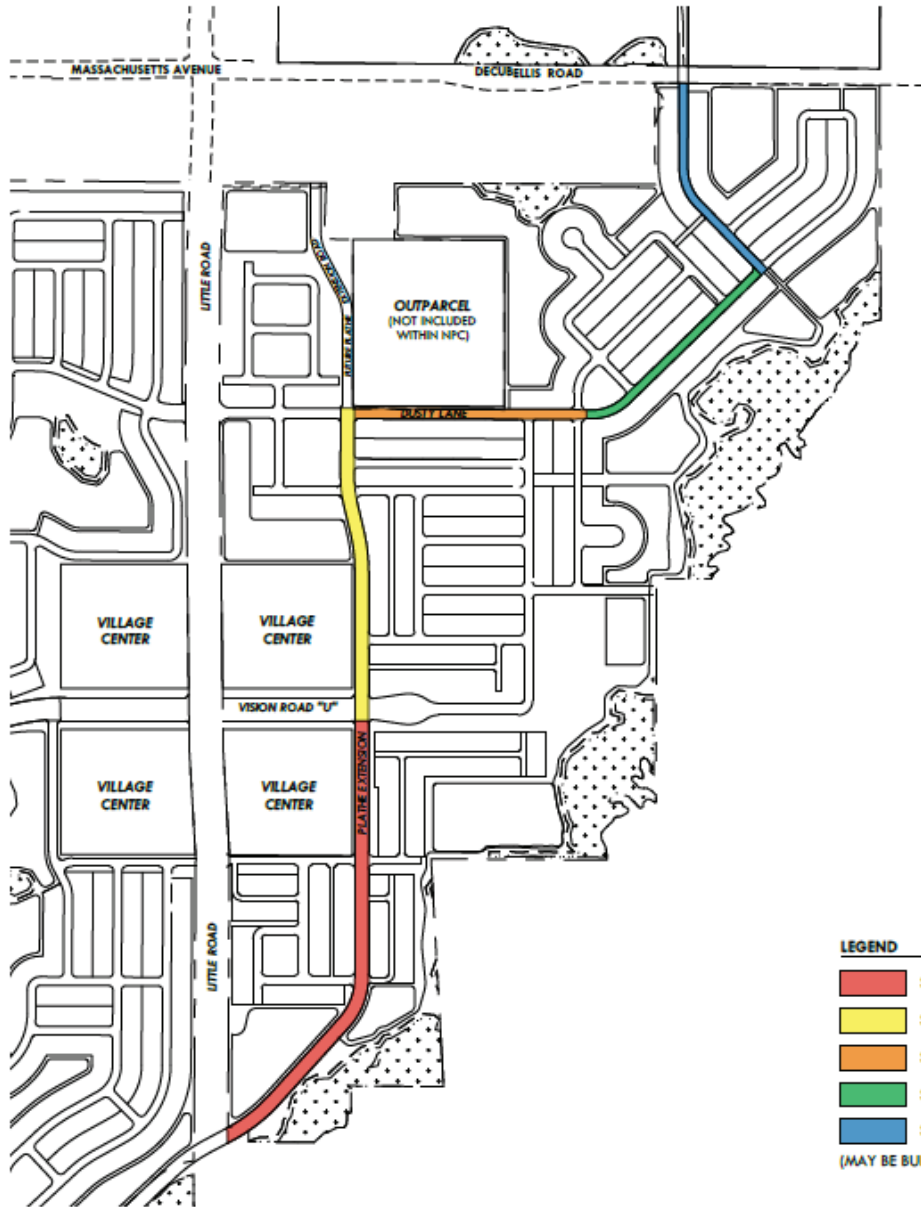 MASSACHUSETTS AVENUE
DECUBELLIS ROAD
LITTLE ROAD
OUTPARCEL
(NOT INCLUDED
WITHIN NPC)
DUSTY LANE
VILLAGE
CENTER
VILLAGE
CENTER
VISION ROAD "U"
PLATHE EXTENSION
VILLAGE
CENTER
VILLAGE
CENTER
LITTLE ROAD
LEGEND
(MAY BE